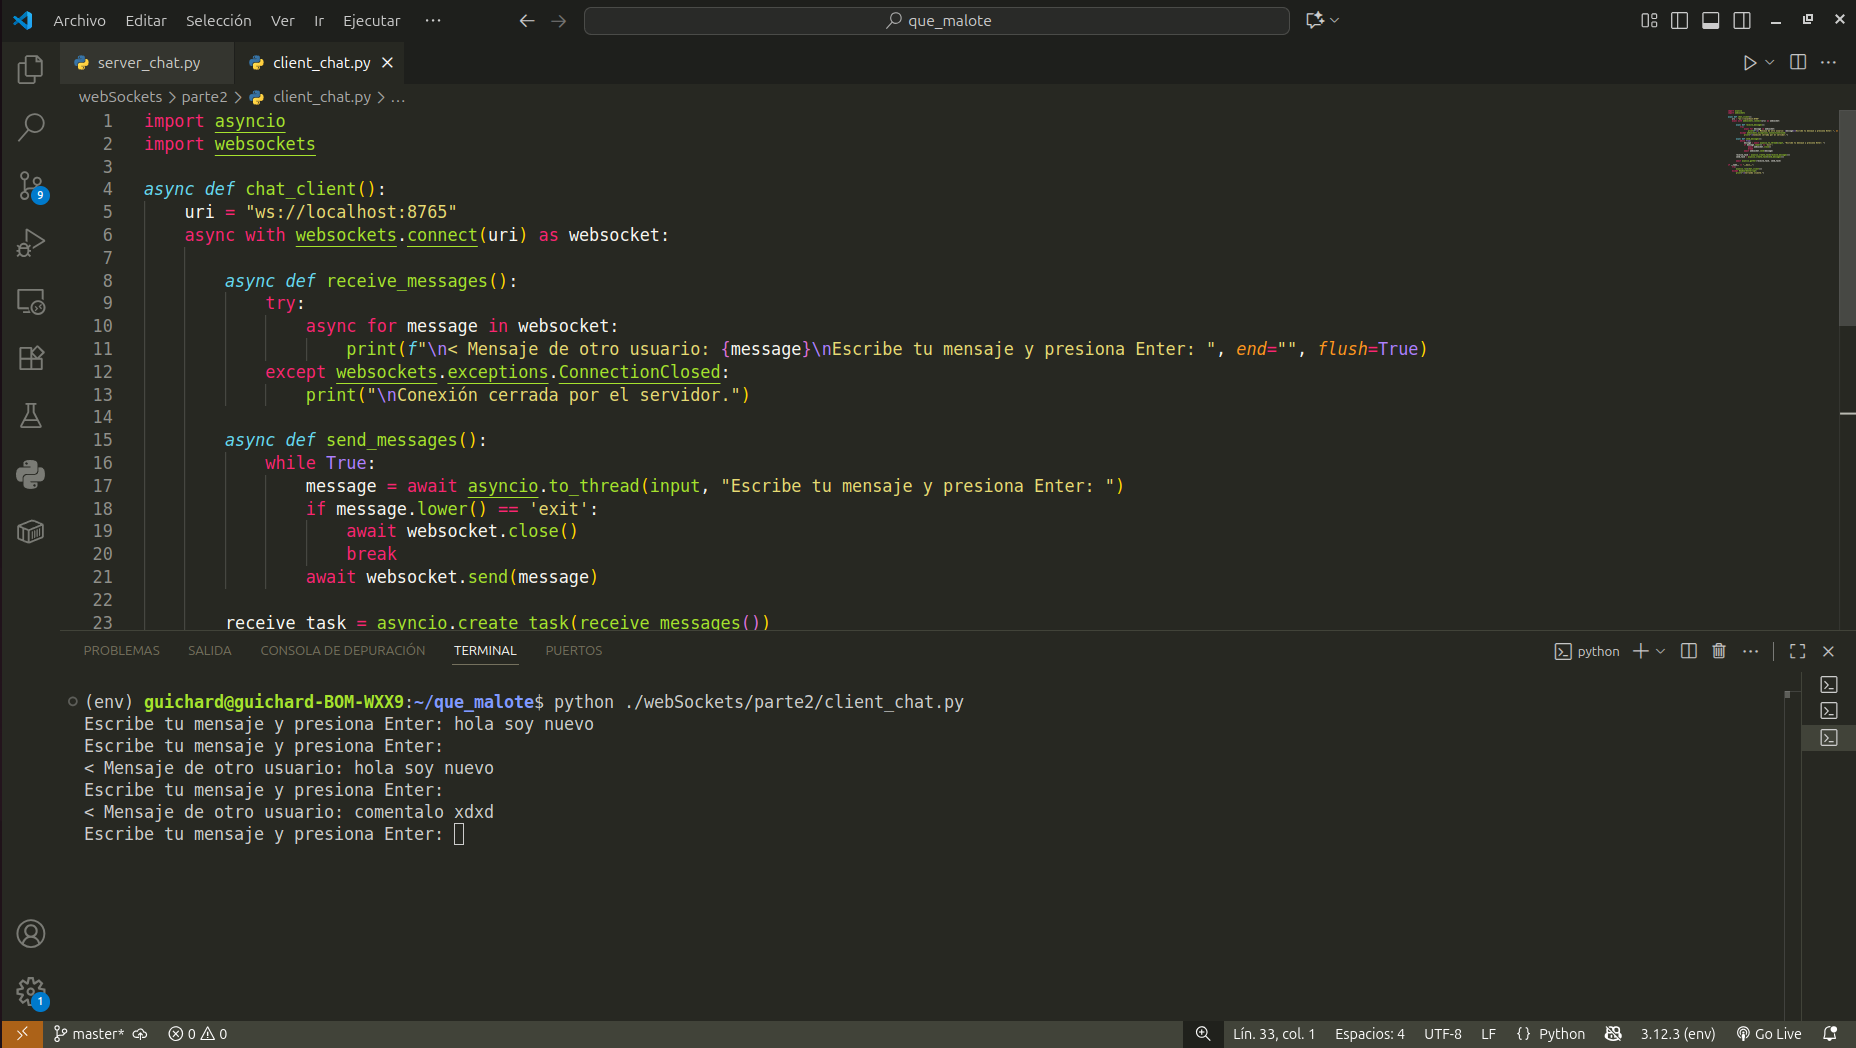 Archivo Editar Selección Ver Ir Ejecutar ··· que_malote
server_chat.py client_chat.py
webSockets > parte2 > client_chat.py > ...
1 import asyncio
2 import websockets
3
4 async def chat_client():
5 uri = "ws://localhost:8765"
6 async with websockets.connect(uri) as websocket:
7
8 async def receive_messages():
9 try:
10 async for message in websocket:
11 print(f"\n< Mensaje de otro usuario: {message}\nEscribe tu mensaje y presiona Enter: ", end="", flush=True)
12 except websockets.exceptions.ConnectionClosed:
13 print("\nConexión cerrada por el servidor.")
14
15 async def send_messages():
16 while True:
17 message = await asyncio.to_thread(input, "Escribe tu mensaje y presiona Enter: ")
18 if message.lower() == 'exit':
19 await websocket.close()
20 break
21 await websocket.send(message)
22
23 receive_task = asyncio.create_task(receive_messages())
9
PROBLEMAS SALIDA CONSOLA DE DEPURACIÓN TERMINAL PUERTOS python
(env) guichard@guichard-BOM-WXX9:~/que_malote$ python ./webSockets/parte2/client_chat.py
Escribe tu mensaje y presiona Enter: hola soy nuevo
Escribe tu mensaje y presiona Enter:
< Mensaje de otro usuario: hola soy nuevo
Escribe tu mensaje y presiona Enter:
< Mensaje de otro usuario: comentalo xdxd
Escribe tu mensaje y presiona Enter:
1
master* 0 0 Lín. 33, col. 1 Espacios: 4 UTF-8 LF {} Python 3.12.3 (env) Go Live